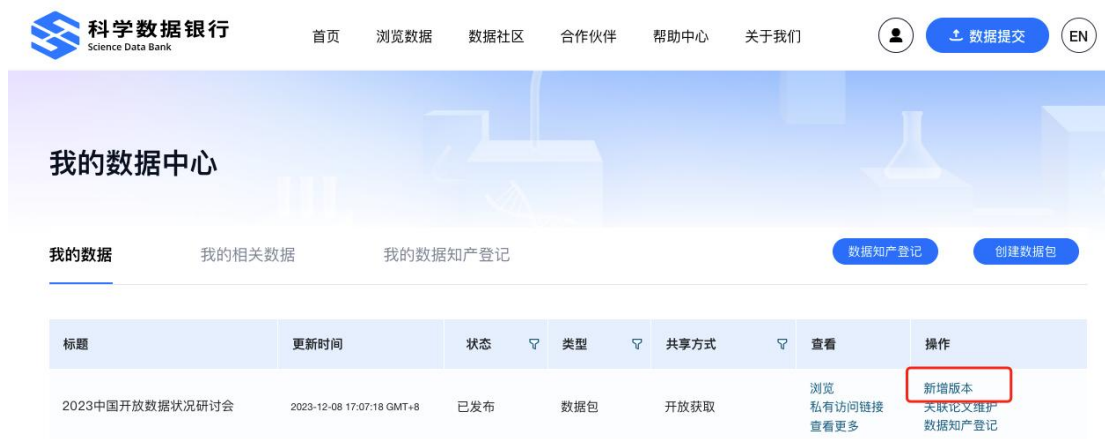 科学数据银行
Science Data Bank
首页 浏览数据 数据社区 合作伙伴 帮助中心 关于我们 数据提交 EN
我的数据中心
我的数据 我的相关数据 我的数据知产登记 数据知产登记 创建数据包
标题 更新时间 状态 类型 共享方式 查看 操作
2023中国开放数据状况研讨会 2023-12-08 17:07:18 GMT+8 已发布 数据包 开放获取
浏览 新增版本
私有访问链接 关联论文维护
查看更多 数据知产登记